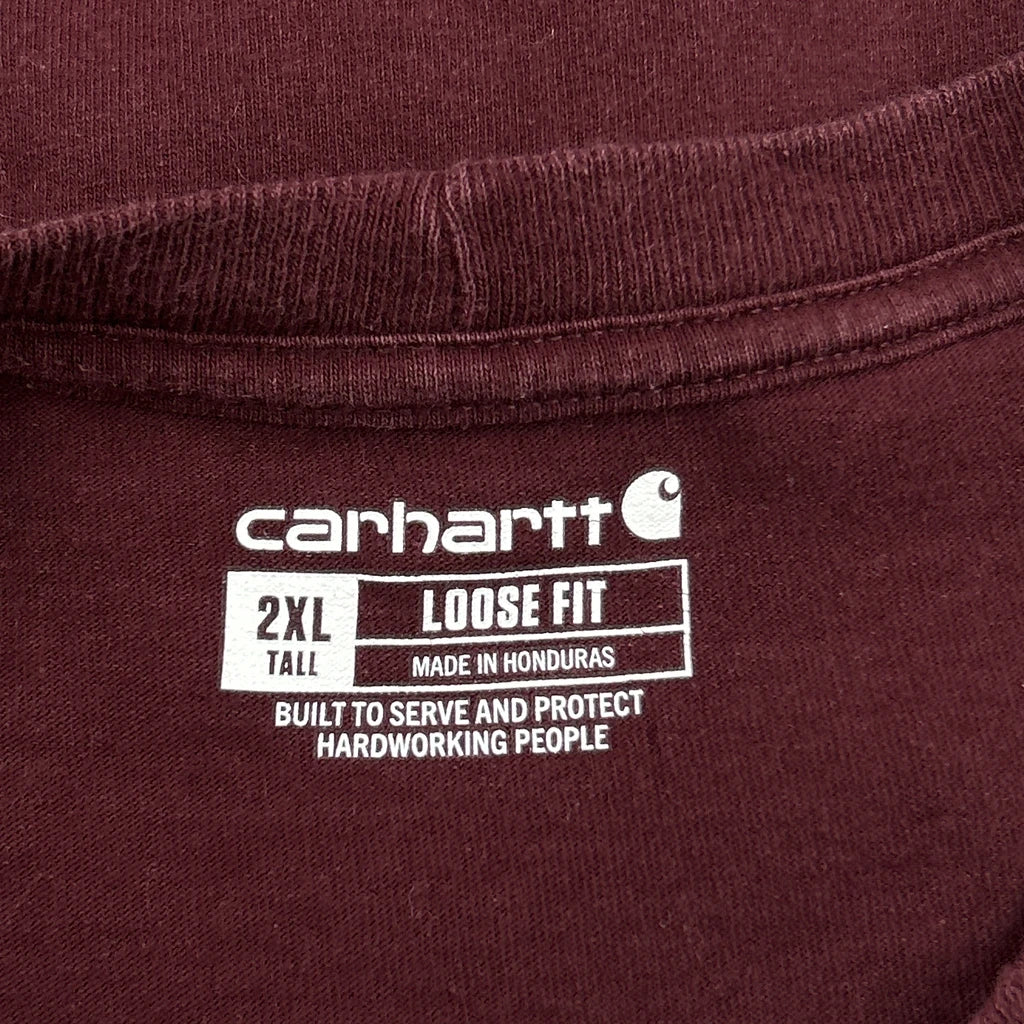 carhartt
2XL
TALL
LOOSE FIT
MADE IN HONDURAS
BUILT TO SERVE AND PROTECT
HARDWORKING PEOPLE